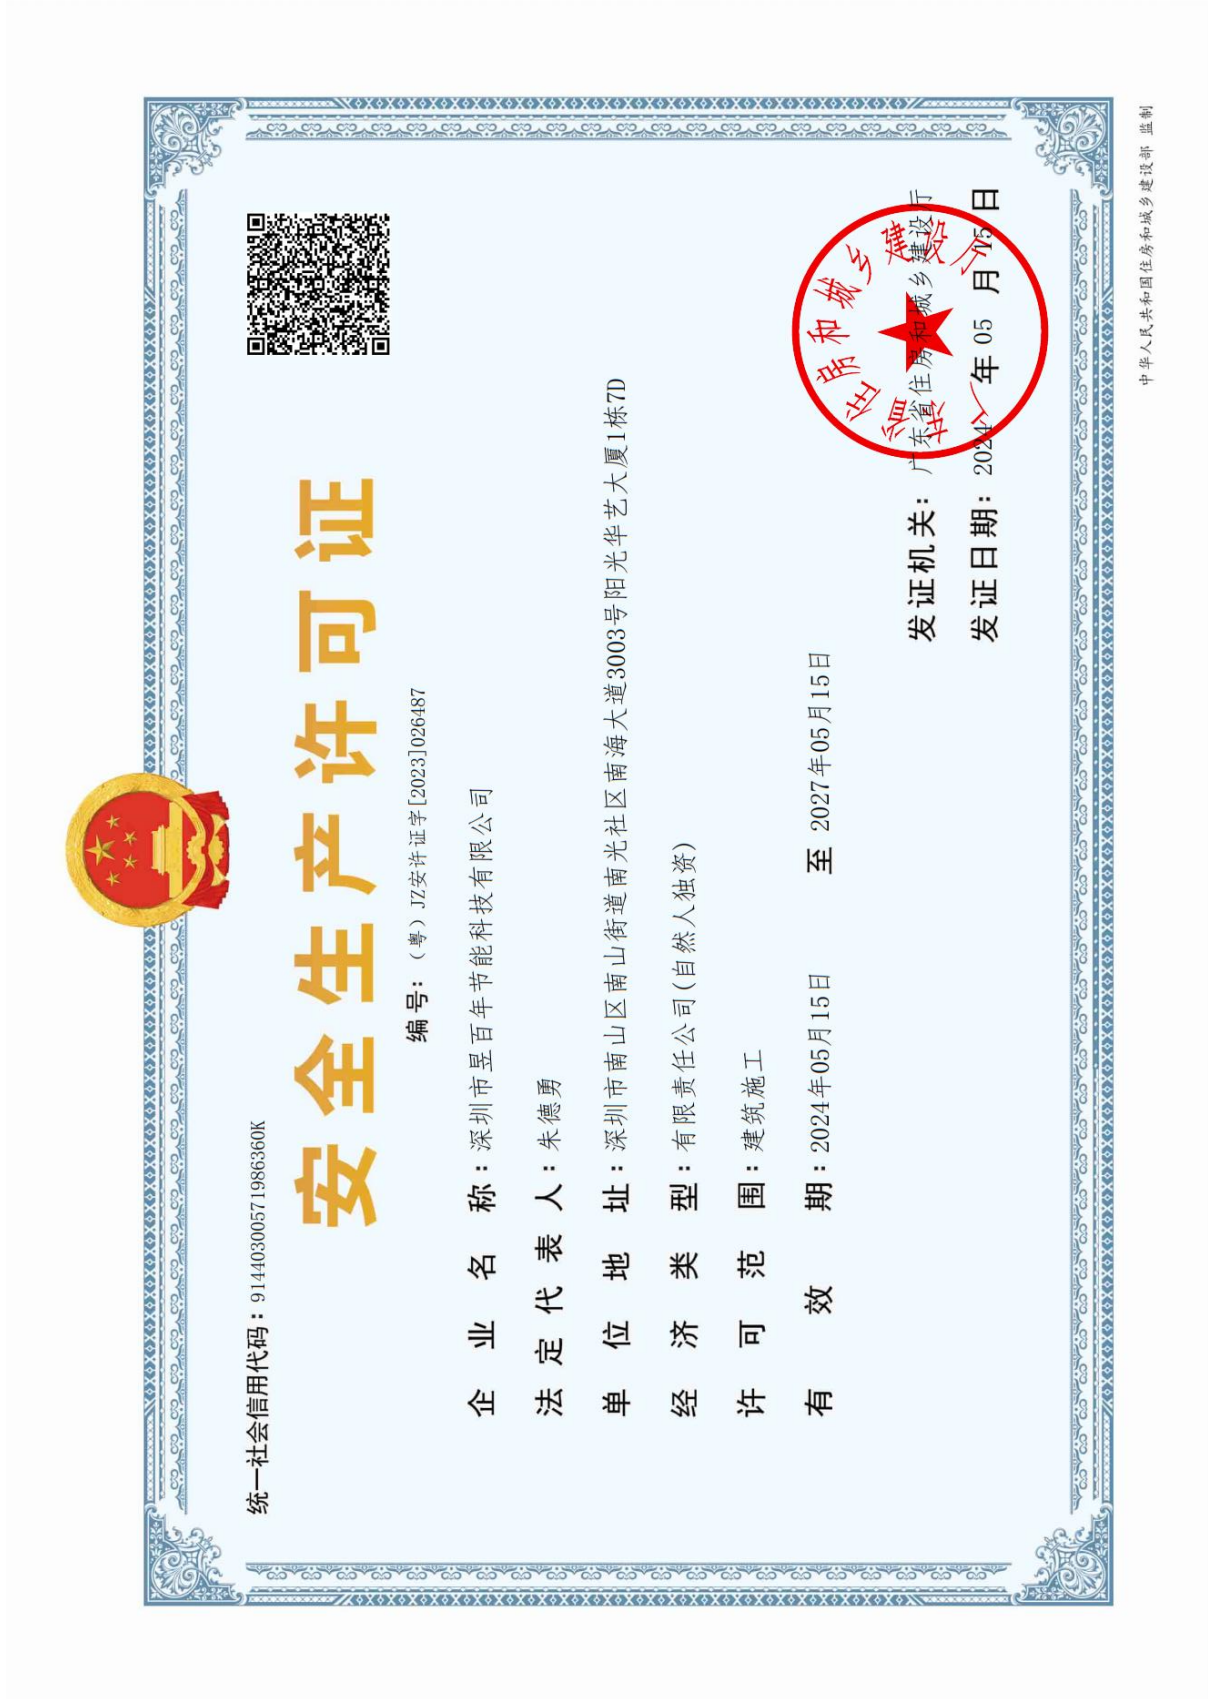 统一社会信用代码：91440300571986360K
安全生产许可证
编号：（粤）JZ安许证字[2023]026487
企业名称：深圳市昱百年节能科技有限公司
法定代表人：朱德勇
单位地址：深圳市南山区南山街道南光社区南海大道3003号阳光华艺大厦1栋7D
经济类型：有限责任公司(自然人独资)
许可范围：建筑施工
有效期：2024年05月15日 至 2027年05月15日
发证机关：广东省住房和城乡建设厅
发证日期：2024年05月15日
广东省住房和城乡建设厅
中华人民共和国住房和城乡建设部 监制